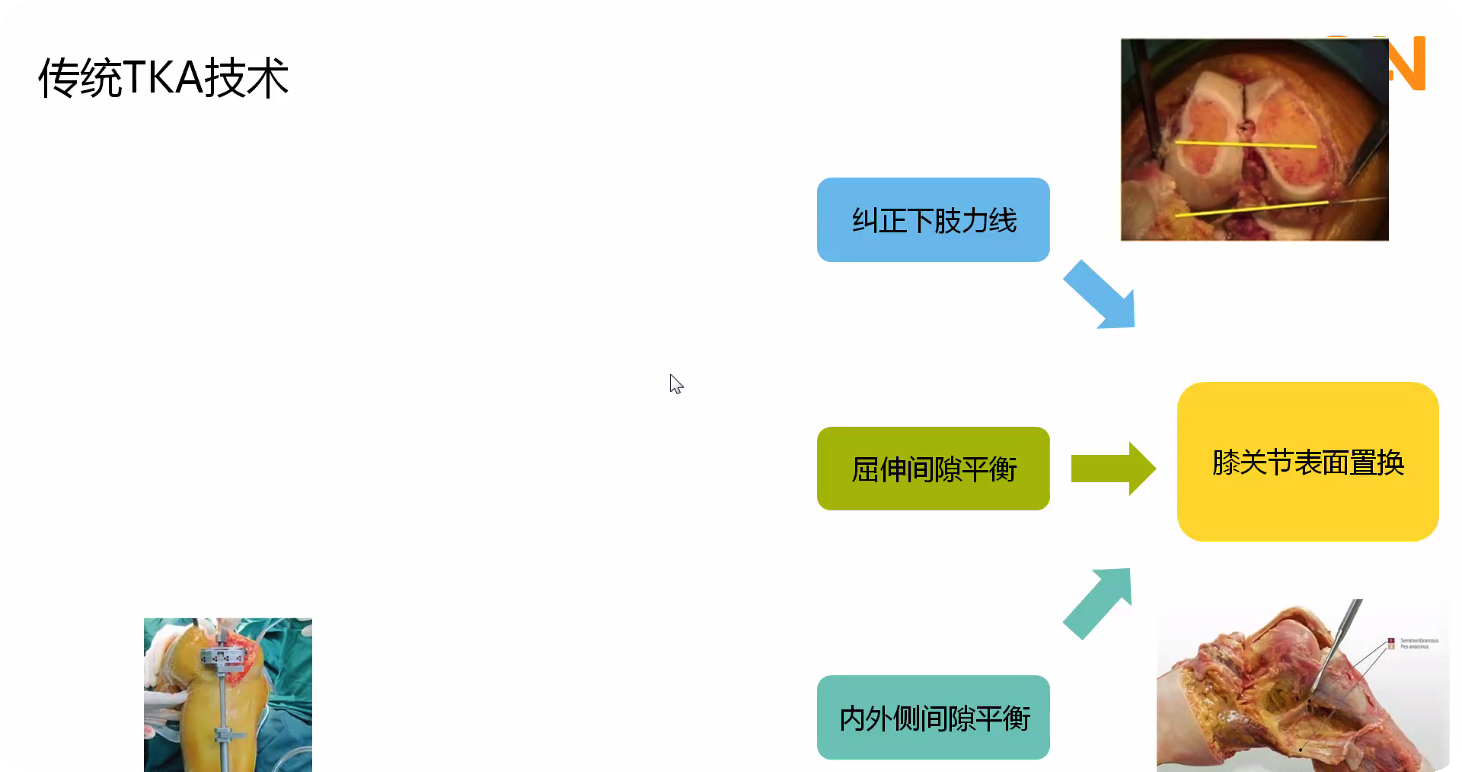 传统TKA技术
纠正下肢力线
屈伸间隙平衡
膝关节表面置换
内外侧间隙平衡
Semimembranosus
Pes anserinus